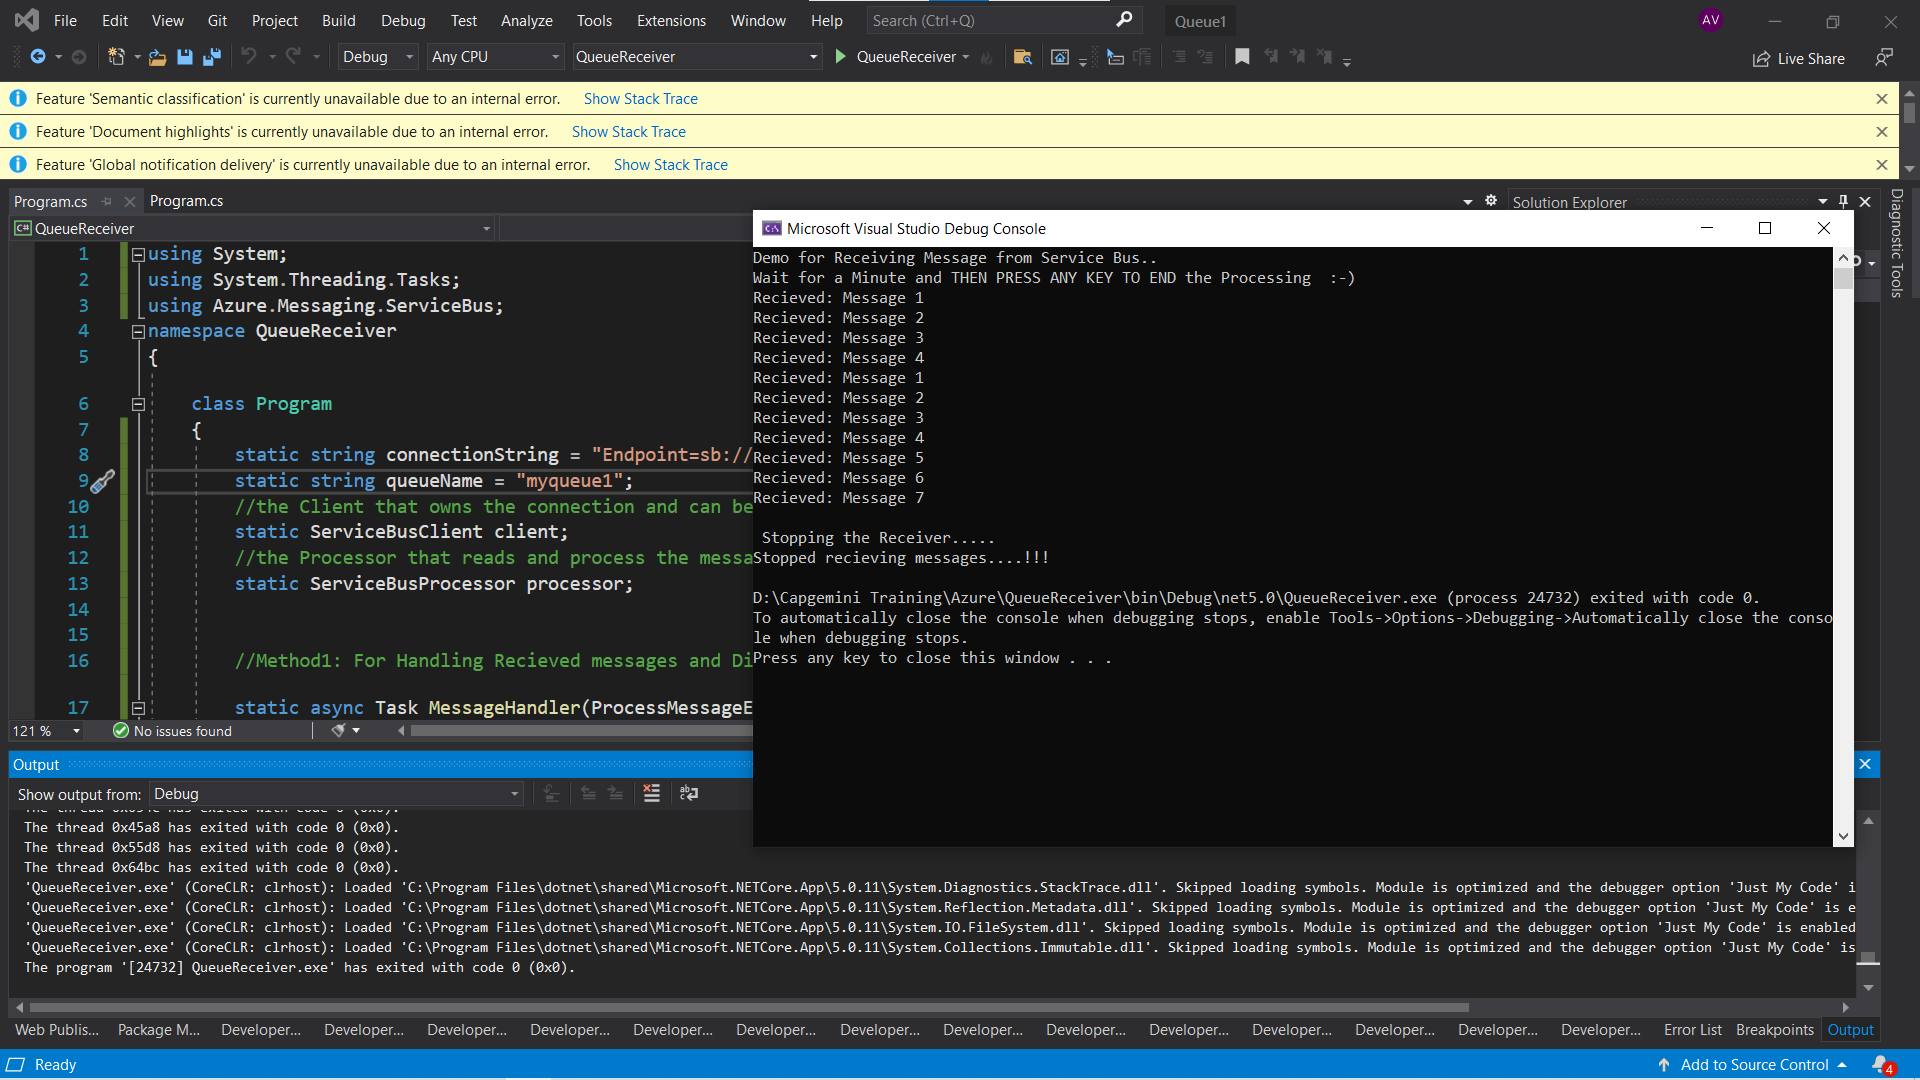 File Edit View Git Project Build Debug Test Analyze Tools Extensions Window Help Search (Ctrl+Q) Queue1 AV
Debug Any CPU QueueReceiver QueueReceiver Live Share
Feature 'Semantic classification' is currently unavailable due to an internal error. Show Stack Trace
Feature 'Document highlights' is currently unavailable due to an internal error. Show Stack Trace
Feature 'Global notification delivery' is currently unavailable due to an internal error. Show Stack Trace
Program.cs Program.cs
Solution Explorer
Diagnostic Tools
C# QueueReceiver
1 using System;
2 using System.Threading.Tasks;
3 using Azure.Messaging.ServiceBus;
4 namespace QueueReceiver
5 {
6 class Program
7 {
8 static string connectionString = "Endpoint=sb://
9 static string queueName = "myqueue1";
10 //the Client that owns the connection and can be
11 static ServiceBusClient client;
12 //the Processor that reads and process the messa
13 static ServiceBusProcessor processor;
14
15
16 //Method1: For Handling Recieved messages and Di
17 static async Task MessageHandler(ProcessMessageE
121 % No issues found
Microsoft Visual Studio Debug Console
Demo for Receiving Message from Service Bus..
Wait for a Minute and THEN PRESS ANY KEY TO END the Processing :-)
Recieved: Message 1
Recieved: Message 2
Recieved: Message 3
Recieved: Message 4
Recieved: Message 1
Recieved: Message 2
Recieved: Message 3
Recieved: Message 4
Recieved: Message 5
Recieved: Message 6
Recieved: Message 7
Stopping the Receiver.....
Stopped recieving messages....!!!
D:\Capgemini Training\Azure\QueueReceiver\bin\Debug\net5.0\QueueReceiver.exe (process 24732) exited with code 0.
To automatically close the console when debugging stops, enable Tools->Options->Debugging->Automatically close the conso
le when debugging stops.
Press any key to close this window . . .
Output
Show output from: Debug
The thread 0x45a8 has exited with code 0 (0x0).
The thread 0x55d8 has exited with code 0 (0x0).
The thread 0x64bc has exited with code 0 (0x0).
'QueueReceiver.exe' (CoreCLR: clrhost): Loaded 'C:\Program Files\dotnet\shared\Microsoft.NETCore.App\5.0.11\System.Diagnostics.StackTrace.dll'. Skipped loading symbols. Module is optimized and the debugger option 'Just My Code' i
'QueueReceiver.exe' (CoreCLR: clrhost): Loaded 'C:\Program Files\dotnet\shared\Microsoft.NETCore.App\5.0.11\System.Reflection.Metadata.dll'. Skipped loading symbols. Module is optimized and the debugger option 'Just My Code' is e
'QueueReceiver.exe' (CoreCLR: clrhost): Loaded 'C:\Program Files\dotnet\shared\Microsoft.NETCore.App\5.0.11\System.IO.FileSystem.dll'. Skipped loading symbols. Module is optimized and the debugger option 'Just My Code' is enabled
'QueueReceiver.exe' (CoreCLR: clrhost): Loaded 'C:\Program Files\dotnet\shared\Microsoft.NETCore.App\5.0.11\System.Collections.Immutable.dll'. Skipped loading symbols. Module is optimized and the debugger option 'Just My Code' is
The program '[24732] QueueReceiver.exe' has exited with code 0 (0x0).
Web Publis... Package M... Developer... Developer... Developer... Developer... Developer... Developer... Developer... Developer... Developer... Developer... Developer... Developer... Developer... Developer... Error List Breakpoints Output
Ready Add to Source Control 4